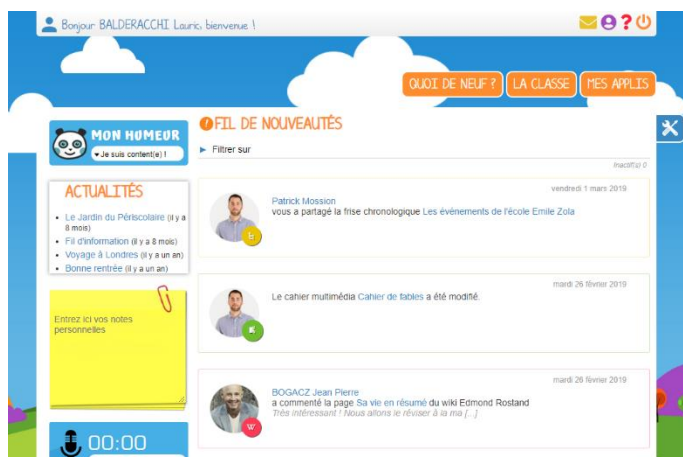 Bonjour BALDERACCHI Lauric, bienvenue !
QUOI DE NEUF ?
LA CLASSE
MES APPLIS
MON HUMEUR
Je suis content(e) !
ACTUALITÉS
Le Jardin du Périscolaire (il y a
8 mois)
Fil d'information (il y a 8 mois)
Voyage à Londres (il y a un an)
Bonne rentrée (il y a un an)
Entrez ici vos notes
personnelles
00:00
FIL DE NOUVEAUTÉS
Filtrer sur
Inactif(s) 0
vendredi 1 mars 2019
Patrick Mossion
vous a partagé la frise chronologique Les événements de l'école Emile Zola
mardi 26 février 2019
Le cahier multimédia Cahier de fables a été modifié.
mardi 26 février 2019
BOGACZ Jean Pierre
a commenté la page Sa vie en résumé du wiki Edmond Rostand
Très intéressant ! Nous allons le réviser à la ma [...]